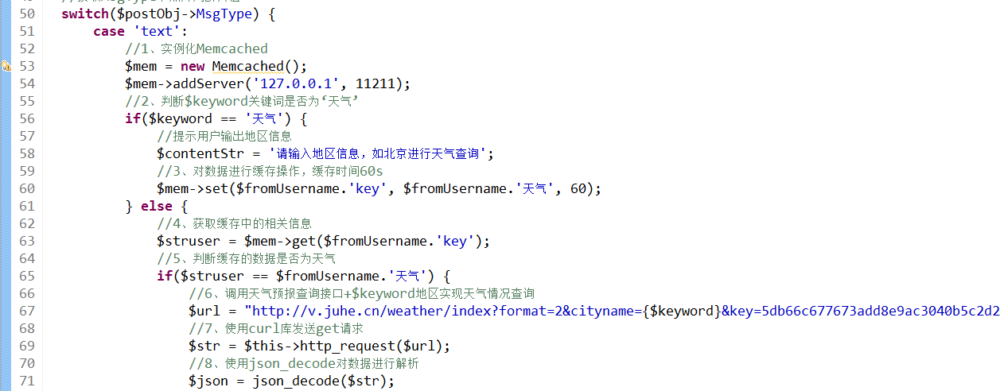 50 switch($postObj->MsgType) {
51 case 'text':
52 //1、实例化Memcached
53 $mem = new Memcached();
54 $mem->addServer('127.0.0.1', 11211);
55 //2、判断$keyword关键词是否为‘天气’
56 if($keyword == '天气') {
57 //提示用户输出地区信息
58 $contentStr = '请输入地区信息，如北京进行天气查询';
59 //3、对数据进行缓存操作，缓存时间60s
60 $mem->set($fromUsername.'key', $fromUsername.'天气', 60);
61 } else {
62 //4、获取缓存中的相关信息
63 $struser = $mem->get($fromUsername.'key');
64 //5、判断缓存的数据是否为天气
65 if($struser == $fromUsername.'天气') {
66 //6、调用天气预报查询接口+$keyword地区实现天气情况查询
67 $url = "http://v.juhe.cn/weather/index?format=2&cityname={$keyword}&key=5db66c677673add8e9ac3040b5c2d2
68 //7、使用curl库发送get请求
69 $str = $this->http_request($url);
70 //8、使用json_decode对数据进行解析
71 $json = json_decode($str);